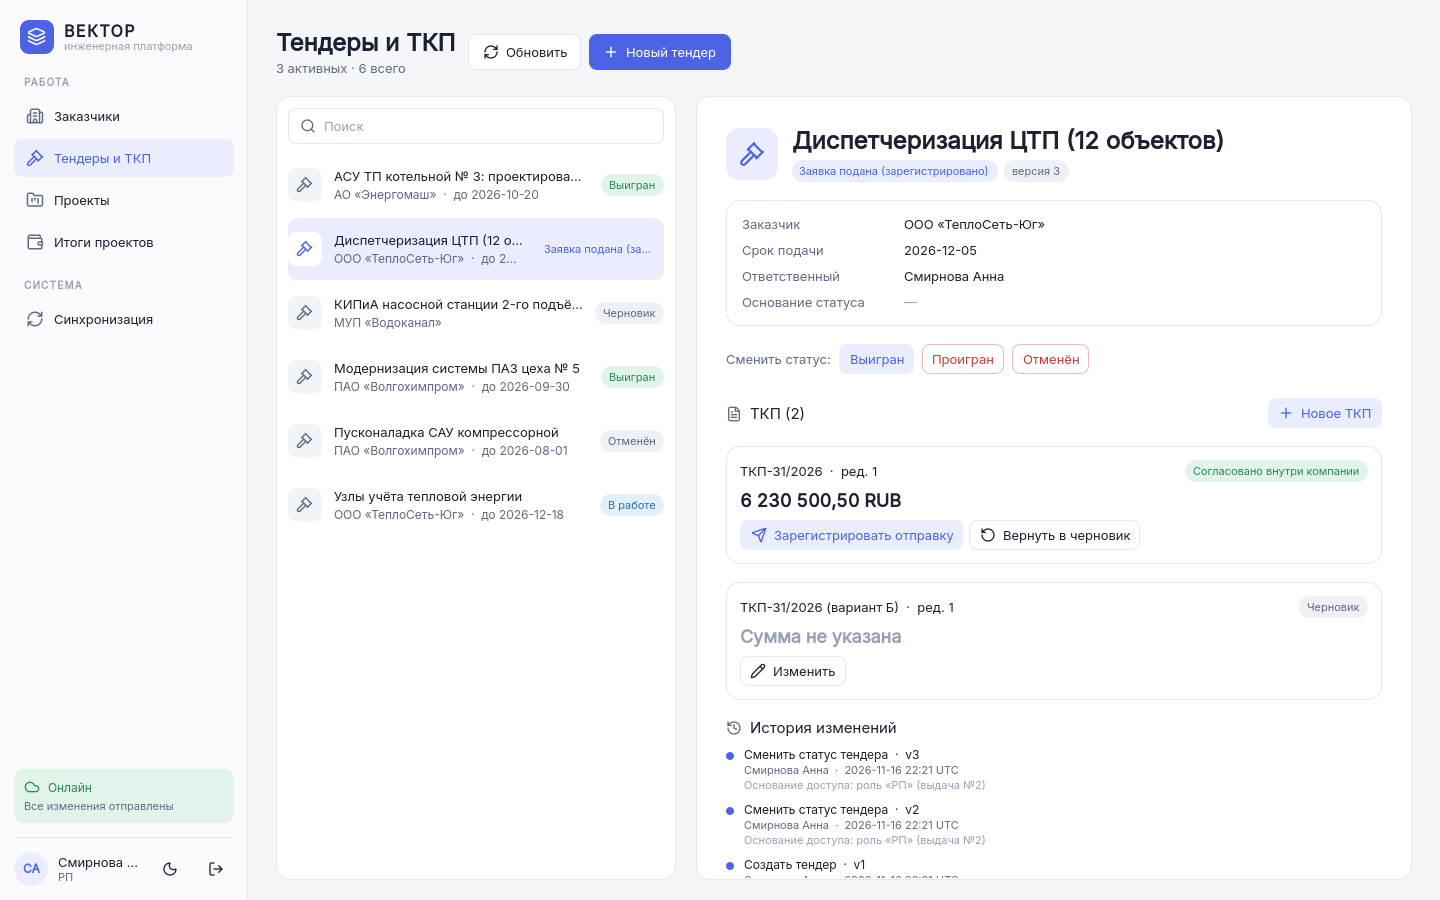 ВЕКТОР
инженерная платформа
РАБОТА
Заказчики
Тендеры и ТКП
Проекты
Итоги проектов
СИСТЕМА
Синхронизация
Онлайн
Все изменения отправлены
СА
Смирнова ...
РП
Тендеры и ТКП
3 активных · 6 всего
Обновить
Новый тендер
Поиск
АСУ ТП котельной № 3: проектирова...
АО «Энергомаш» · до 2026-10-20
Выигран
Диспетчеризация ЦТП (12 о...
ООО «ТеплоСеть-Юг» · до 2...
Заявка подана (за...
КИПиА насосной станции 2-го подъё...
МУП «Водоканал»
Черновик
Модернизация системы ПАЗ цеха № 5
ПАО «Волгохимпром» · до 2026-09-30
Выигран
Пусконаладка САУ компрессорной
ПАО «Волгохимпром» · до 2026-08-01
Отменён
Узлы учёта тепловой энергии
ООО «ТеплоСеть-Юг» · до 2026-12-18
В работе
Диспетчеризация ЦТП (12 объектов)
Заявка подана (зарегистрировано)
версия 3
Заказчик ООО «ТеплоСеть-Юг»
Срок подачи 2026-12-05
Ответственный Смирнова Анна
Основание статуса —
Сменить статус: Выигран Проигран Отменён
ТКП (2)
Новое ТКП
ТКП-31/2026 · ред. 1
Согласовано внутри компании
6 230 500,50 RUB
Зарегистрировать отправку
Вернуть в черновик
ТКП-31/2026 (вариант Б) · ред. 1
Черновик
Сумма не указана
Изменить
История изменений
Сменить статус тендера · v3
Смирнова Анна · 2026-11-16 22:21 UTC
Основание доступа: роль «РП» (выдача №2)
Сменить статус тендера · v2
Смирнова Анна · 2026-11-16 22:21 UTC
Основание доступа: роль «РП» (выдача №2)
Создать тендер · v1